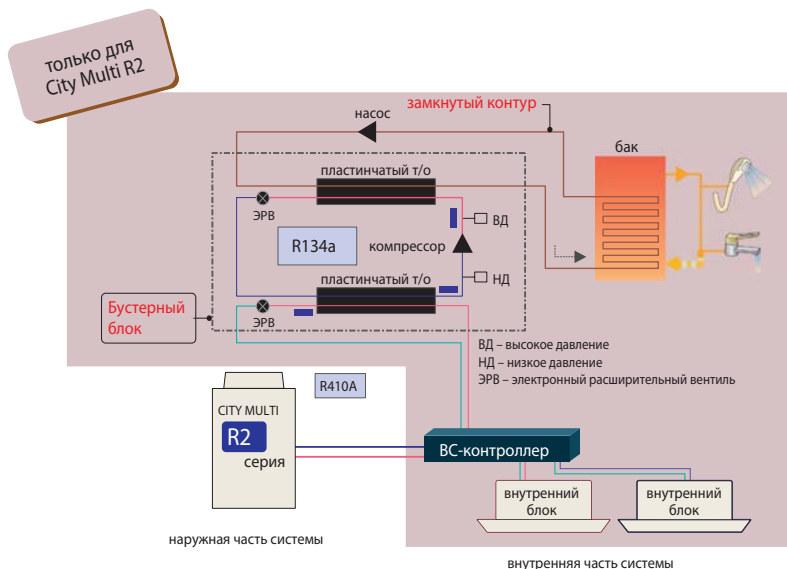 только для
City Multi R2
замкнутый контур
насос
бак
пластинчатый т/о
ЭРВ
ВД
R134a
компрессор
пластинчатый т/о
НД
Бустерный
блок
ЭРВ
ВД – высокое давление
НД – низкое давление
ЭРВ – электронный расширительный вентиль
R410A
CITY MULTI
R2
серия
ВС-контроллер
внутренний
блок
внутренний
блок
наружная часть системы
внутренняя часть системы